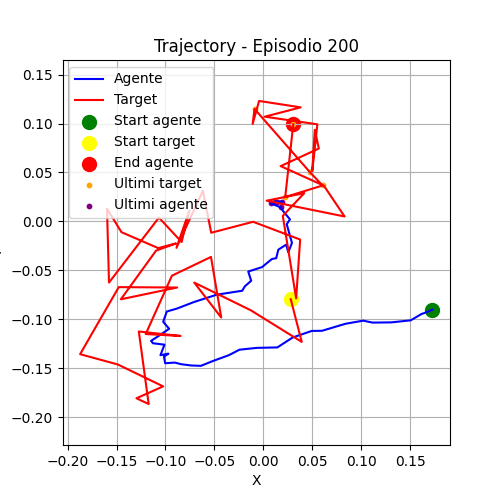 Trajectory - Episodio 200
Agente
Target
Start agente
Start target
End agente
Ultimi target
Ultimi agente
0.15
0.10
0.05
0.00
−0.05
−0.10
−0.15
−0.20
−0.20 −0.15 −0.10 −0.05 0.00 0.05 0.10 0.15
X